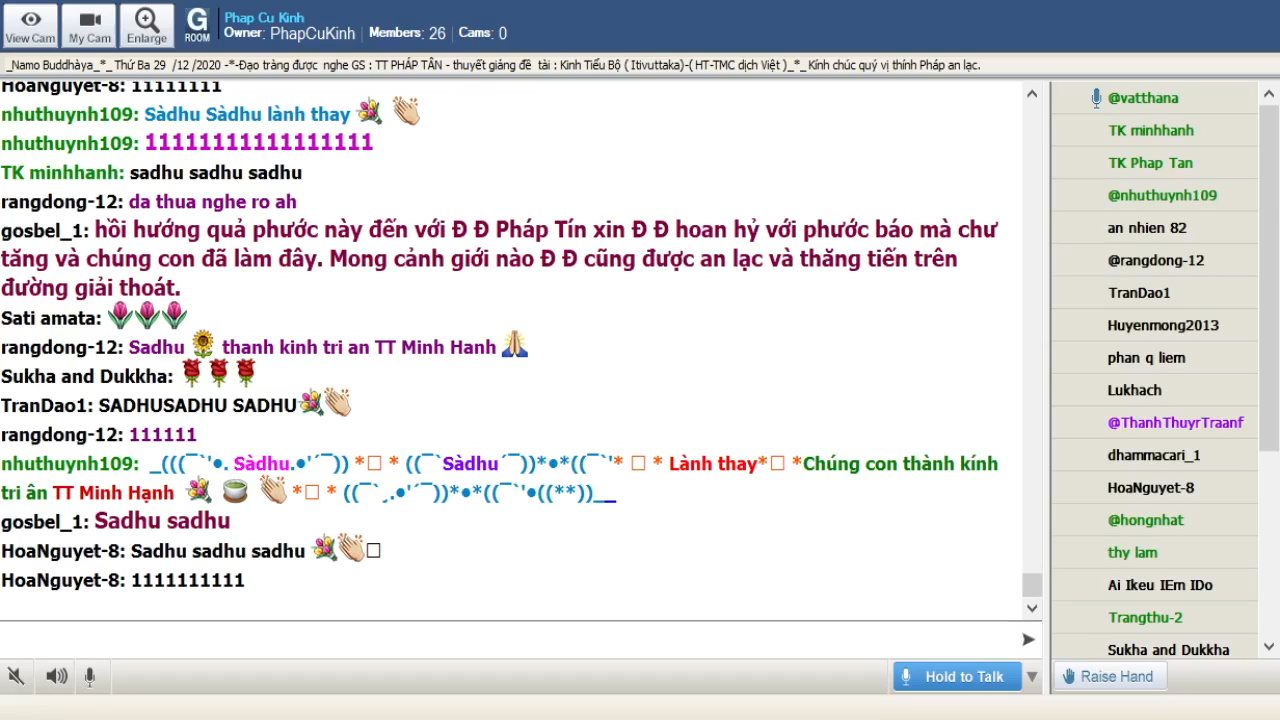 View Cam
My Cam
Enlarge
G
ROOM
Phap Cu Kinh
Owner: PhapCuKinh | Members: 26 | Cams: 0
_Namo Buddhàya_*_ Thứ Ba 29 /12 /2020 -*-Đạo tràng được nghe GS : TT PHÁP TÂN - thuyết giảng đề tài : Kinh Tiểu Bộ ( Itivuttaka)-( HT-TMC dịch Việt )_*_ Kính chúc quý vị thính Pháp an lạc.
HoaNguyet-8: 11111111
nhuthuynh109: Sàdhu Sàdhu lành thay 💐 👏
nhuthuynh109: 11111111111111111
TK minhhanh: sadhu sadhu sadhu
rangdong-12: da thua nghe ro ah
gosbel_1: hồi hướng quả phước này đến với Đ Đ Pháp Tín xin Đ Đ hoan hỷ với phước báo mà chư
tăng và chúng con đã làm đây. Mong cảnh giới nào Đ Đ cũng được an lạc và thăng tiến trên
đường giải thoát.
Sati amata: 🌷🌷🌷
rangdong-12: Sadhu 🌻 thanh kinh tri an TT Minh Hanh 🙏
Sukha and Dukkha: 🌹🌹🌹
TranDao1: SADHUSADHU SADHU💐👏
rangdong-12: 111111
nhuthuynh109: _(((¯`'•. Sàdhu.•'´¯)) *□ * ((¯`Sàdhu´¯))*•*((¯`'* □ * Lành thay*□ *Chúng con thành kính
tri ân TT Minh Hạnh 💐 🍵 👏 *□ * ((¯`¸.•'´¯))*•*((¯`'•((**))__
gosbel_1: Sadhu sadhu
HoaNguyet-8: Sadhu sadhu sadhu 💐👏□
HoaNguyet-8: 1111111111
Hold to Talk
@vatthana
TK minhhanh
TK Phap Tan
@nhuthuynh109
an nhien 82
@rangdong-12
TranDao1
Huyenmong2013
phan q liem
Lukhach
@ThanhThuyrTraanf
dhammacari_1
HoaNguyet-8
@hongnhat
thy lam
Ai Ikeu IEm IDo
Trangthu-2
Sukha and Dukkha
Raise Hand